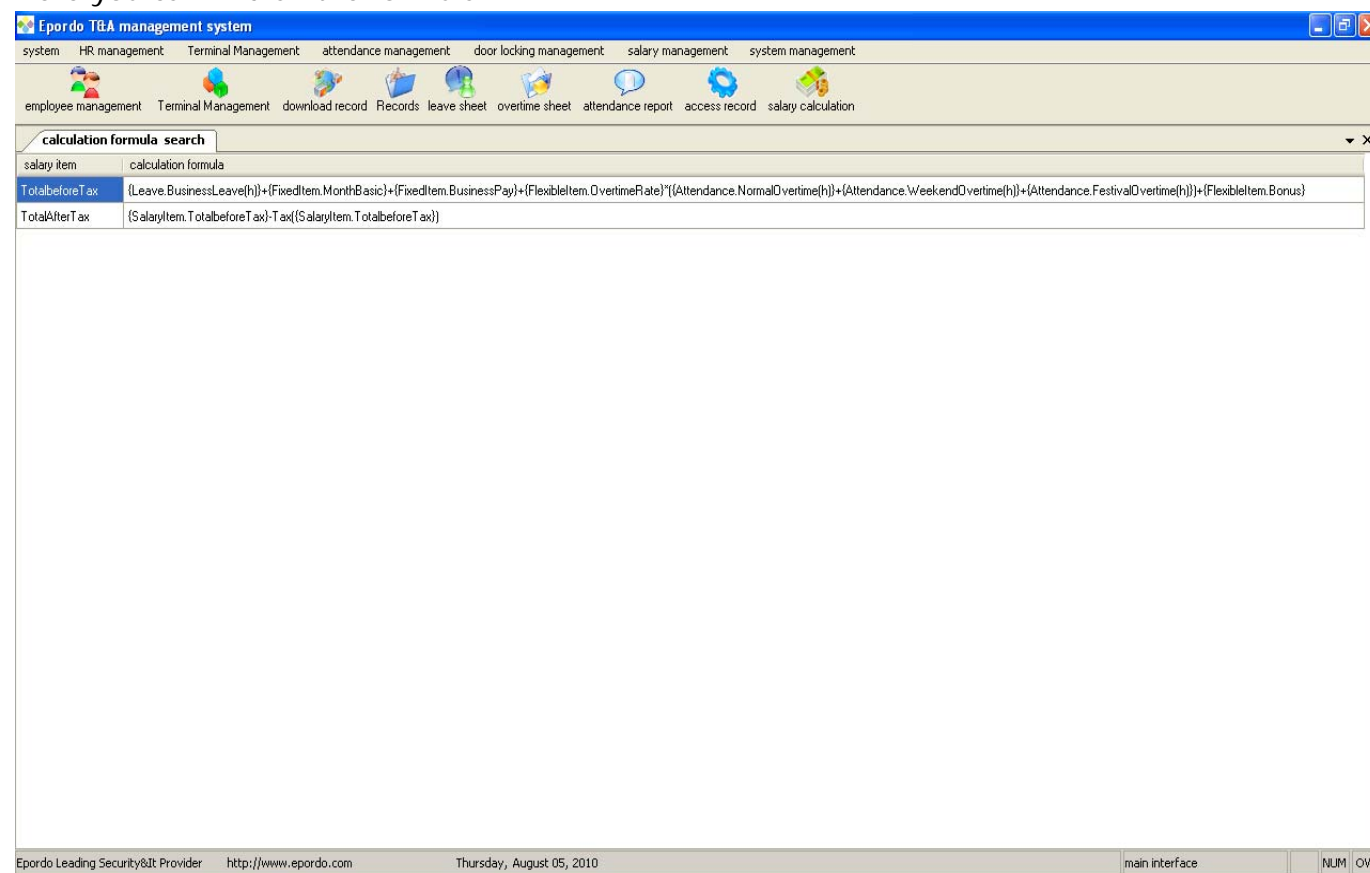 Epordo T&A management system
system HR management Terminal Management attendance management door locking management salary management system management
employee management Terminal Management download record Records leave sheet overtime sheet attendance report access record salary calculation
calculation formula search
salary item calculation formula
TotalbeforeTax {Leave.BusinessLeave(h)}+{FixedItem.MonthBasic}+{FixedItem.BusinessPay}+{FlexibleItem.OvertimeRate}*({Attendance.NormalOvertime(h)}+{Attendance.WeekendOvertime(h)}+{Attendance.FestivalOvertime(h)})+{FlexibleItem.Bonus}
TotalAfterTax {SalaryItem.TotalbeforeTax}-Tax({SalaryItem.TotalbeforeTax})
Epordo Leading Security&It Provider http://www.epordo.com Thursday, August 05, 2010 main interface NUM OV